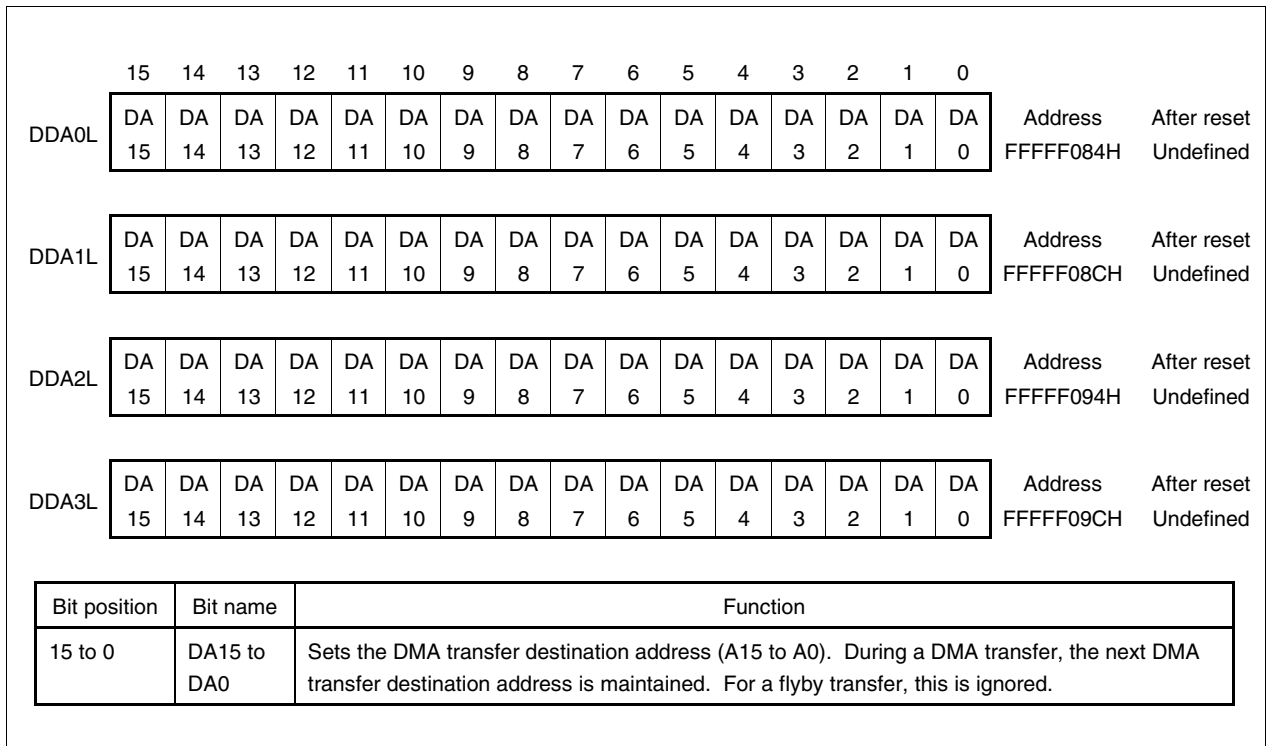 15 14 13 12 11 10 9 8 7 6 5 4 3 2 1 0
DDA0L DA DA DA DA DA DA DA DA DA DA DA DA DA DA DA DA Address After reset
15 14 13 12 11 10 9 8 7 6 5 4 3 2 1 0 FFFFF084H Undefined
DDA1L DA DA DA DA DA DA DA DA DA DA DA DA DA DA DA DA Address After reset
15 14 13 12 11 10 9 8 7 6 5 4 3 2 1 0 FFFFF08CH Undefined
DDA2L DA DA DA DA DA DA DA DA DA DA DA DA DA DA DA DA Address After reset
15 14 13 12 11 10 9 8 7 6 5 4 3 2 1 0 FFFFF094H Undefined
DDA3L DA DA DA DA DA DA DA DA DA DA DA DA DA DA DA DA Address After reset
15 14 13 12 11 10 9 8 7 6 5 4 3 2 1 0 FFFFF09CH Undefined
Bit position Bit name Function
15 to 0 DA15 to Sets the DMA transfer destination address (A15 to A0). During a DMA transfer, the next DMA
DA0 transfer destination address is maintained. For a flyby transfer, this is ignored.